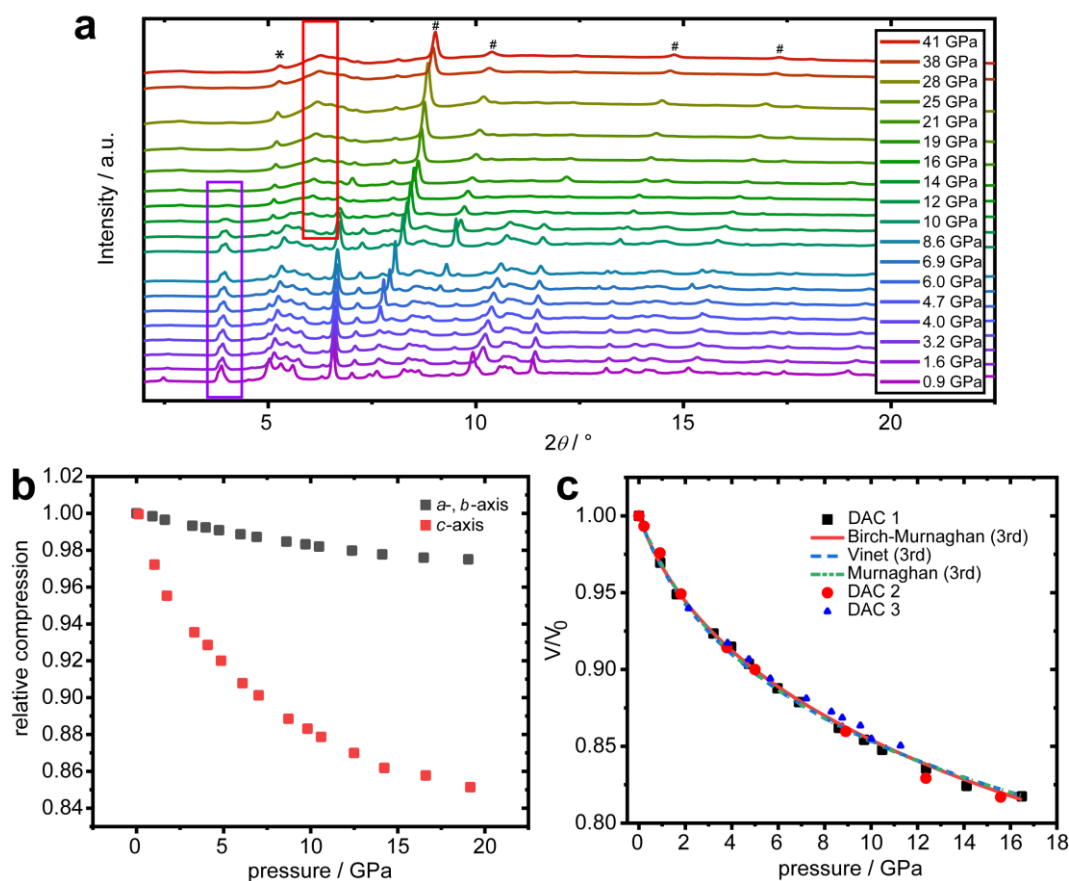 a
Intensity / a.u.
*
#
#
#
#
41 GPa
38 GPa
28 GPa
25 GPa
21 GPa
19 GPa
16 GPa
14 GPa
12 GPa
10 GPa
8.6 GPa
6.9 GPa
6.0 GPa
4.7 GPa
4.0 GPa
3.2 GPa
1.6 GPa
0.9 GPa
5 10 15 20
2θ / °
b
relative compression
1.02
1.00
0.98
0.96
0.94
0.92
0.90
0.88
0.86
0.84
a-, b-axis
c-axis
0 5 10 15 20
pressure / GPa
c
V/V0
1.00
0.95
0.90
0.85
0.80
DAC 1
Birch-Murnaghan (3rd)
Vinet (3rd)
Murnaghan (3rd)
DAC 2
DAC 3
0 2 4 6 8 10 12 14 16 18
pressure / GPa